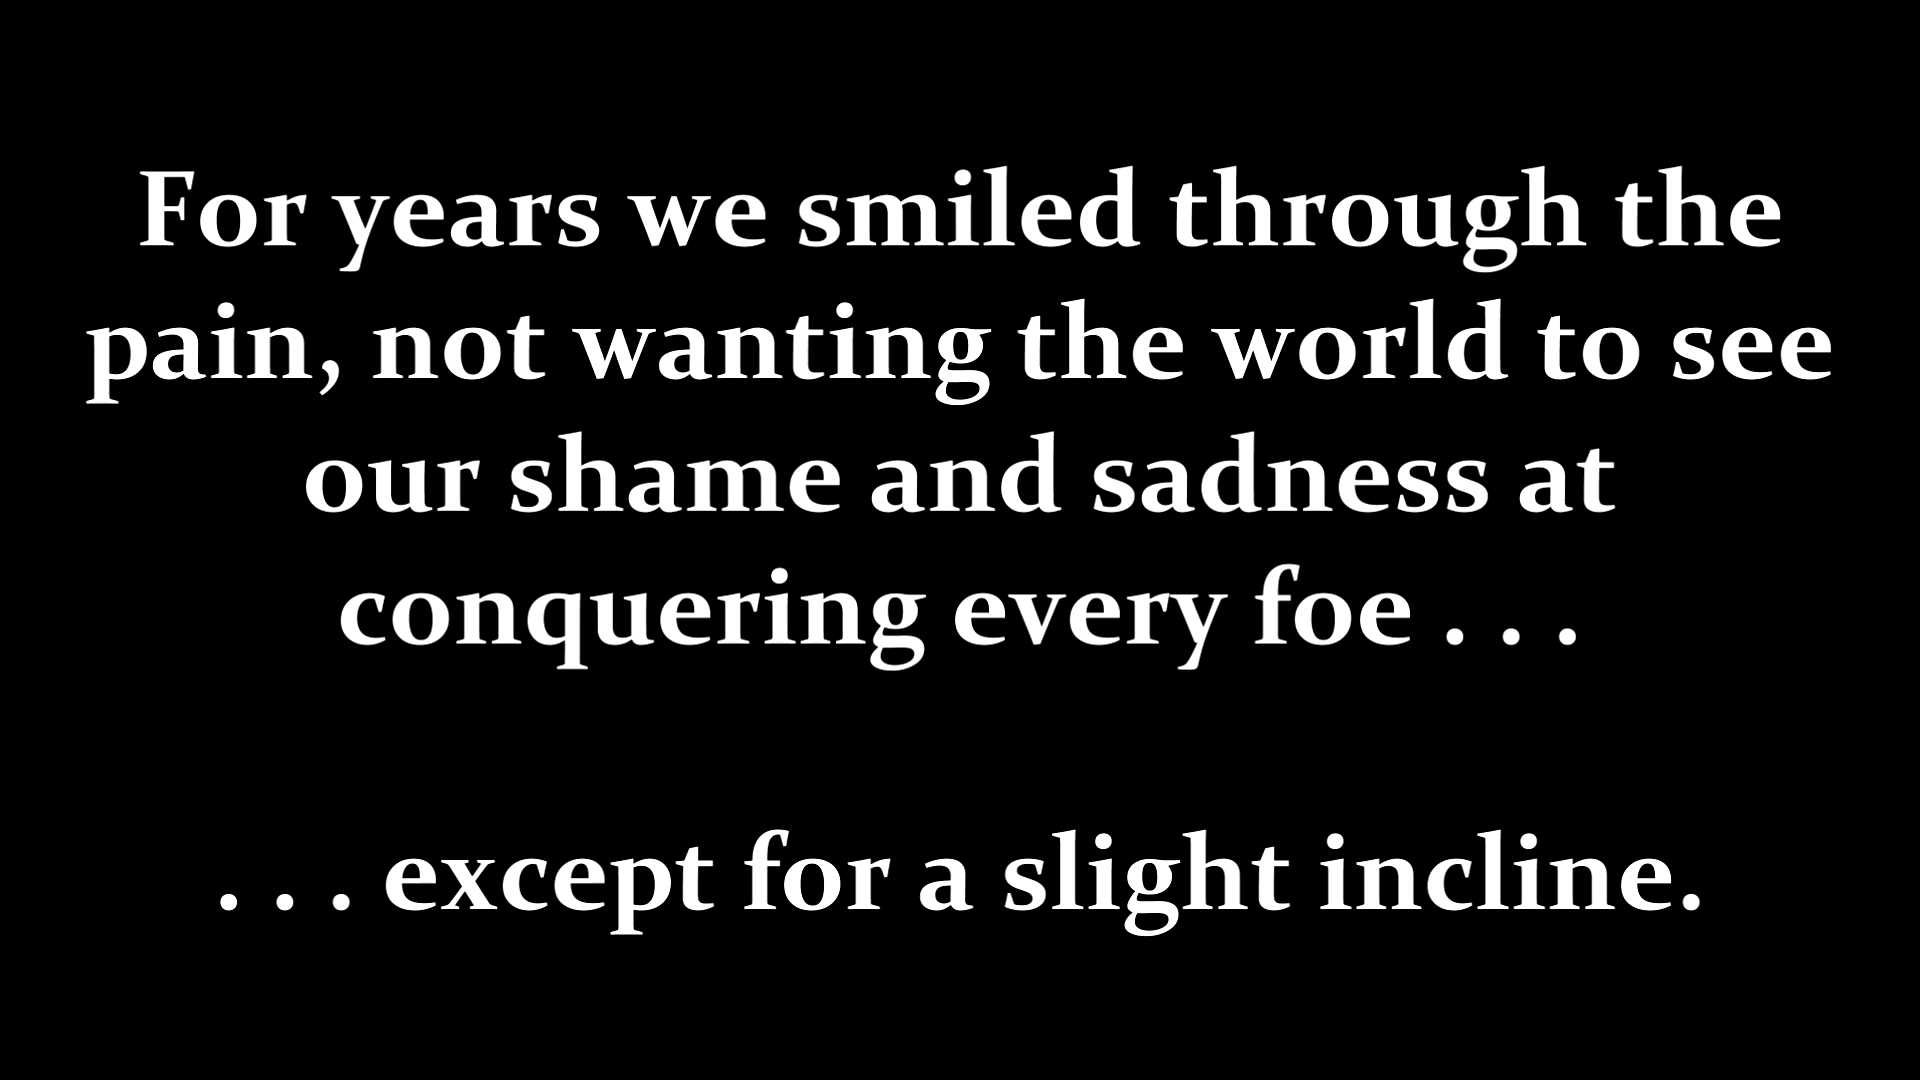 For years we smiled through the
pain, not wanting the world to see
our shame and sadness at
conquering every foe . . .
. . . except for a slight incline.